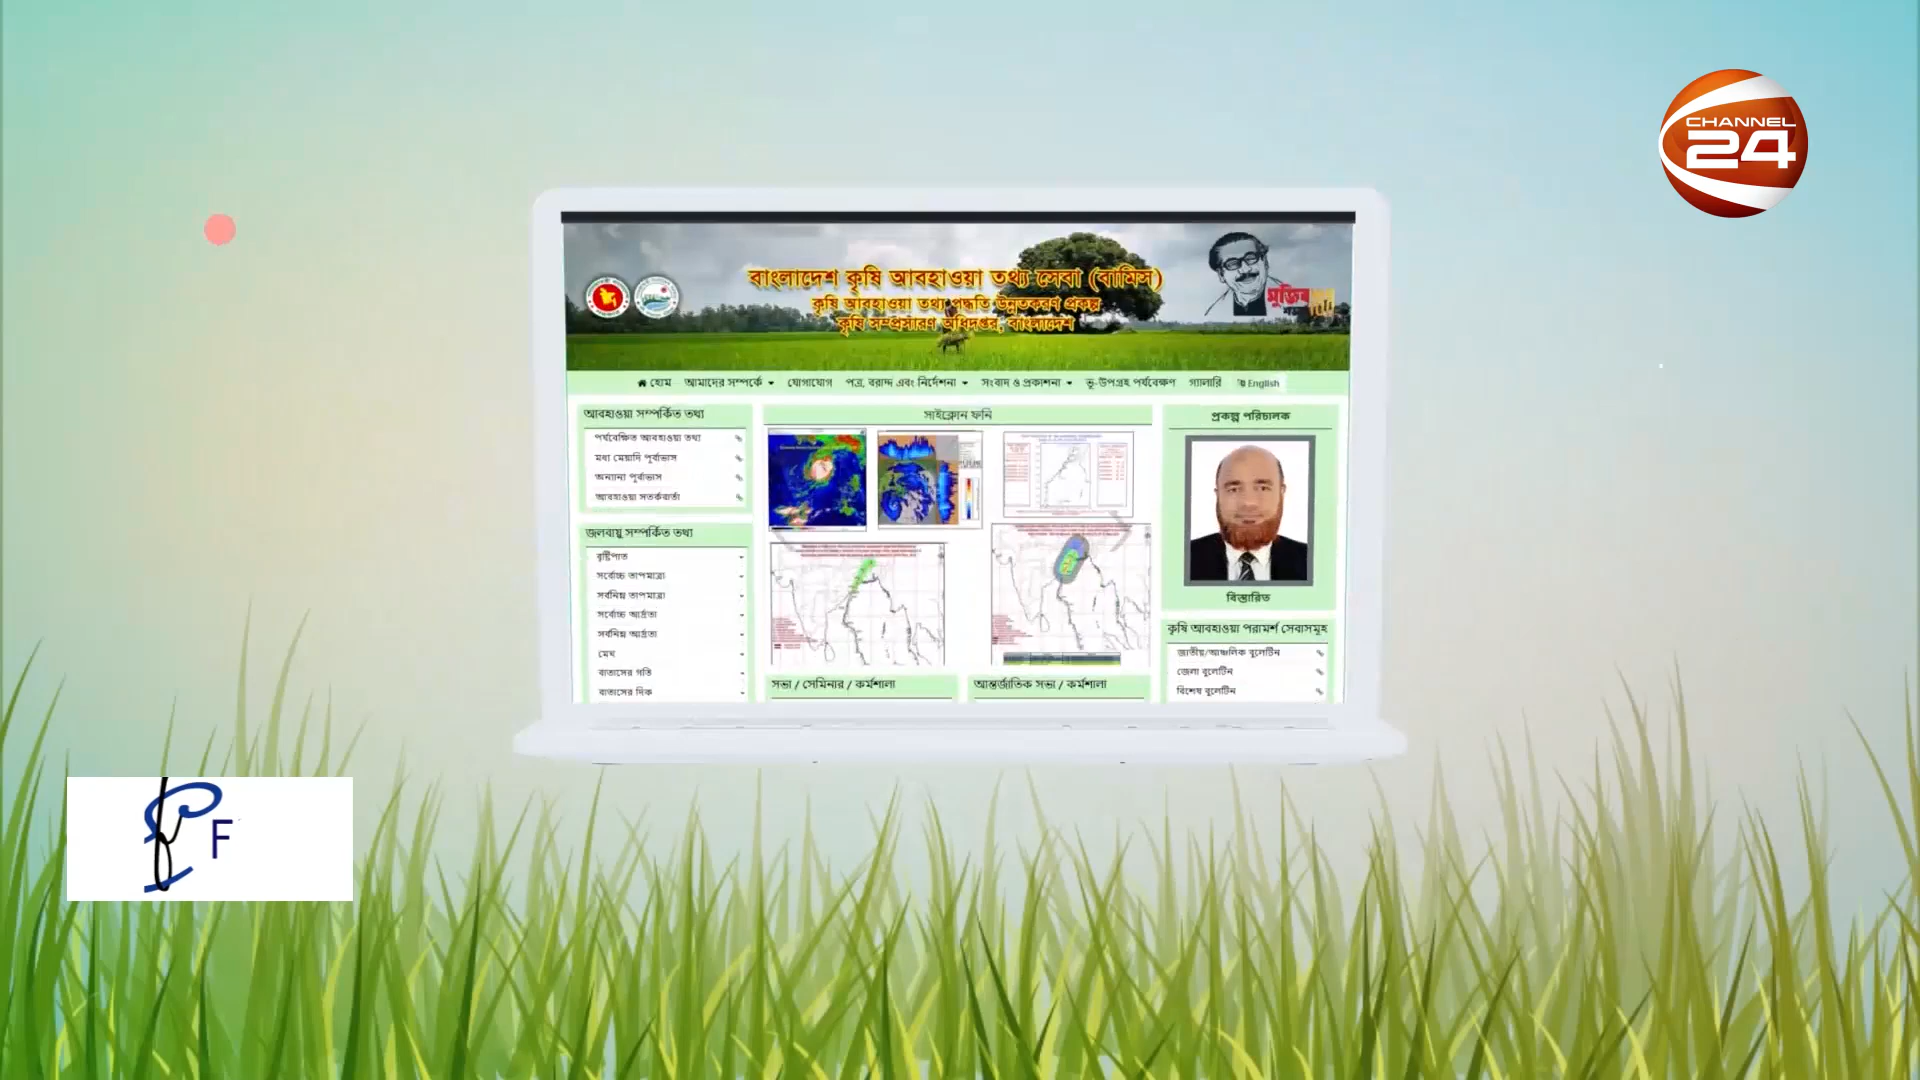 CHANNEL
24
বাংলাদেশ কৃষি আবহাওয়া তথ্য সেবা (বামিস)
কৃষি আবহাওয়া তথ্য পদ্ধতি উন্নতকরণ প্রকল্প
কৃষি সম্প্রসারণ অধিদপ্তর, বাংলাদেশ
হোম আমাদের সম্পর্কে যোগাযোগ পত্র, বরাদ্দ এবং নির্দেশনা সংবাদ ও প্রকাশনা ভূ-উপগ্রহ পর্যবেক্ষণ গ্যালারি English
আবহাওয়া সম্পর্কিত তথ্য
পর্যবেক্ষিত আবহাওয়া তথ্য
মধ্য মেয়াদি পূর্বাভাস
অন্যান্য পূর্বাভাস
আবহাওয়া সতর্কবার্তা
জলবায়ু সম্পর্কিত তথ্য
বৃষ্টিপাত
সর্বোচ্চ তাপমাত্রা
সর্বনিম্ন তাপমাত্রা
সর্বোচ্চ আর্দ্রতা
সর্বনিম্ন আর্দ্রতা
মেঘ
বাতাসের গতি
বাতাসের দিক
সাইক্লোন ফনি
সভা / সেমিনার / কর্মশালা
আন্তর্জাতিক সভা / কর্মশালা
প্রকল্প পরিচালক
বিস্তারিত
কৃষি আবহাওয়া পরামর্শ সেবাসমূহ
জাতীয়/আঞ্চলিক বুলেটিন
জেলা বুলেটিন
বিশেষ বুলেটিন
F